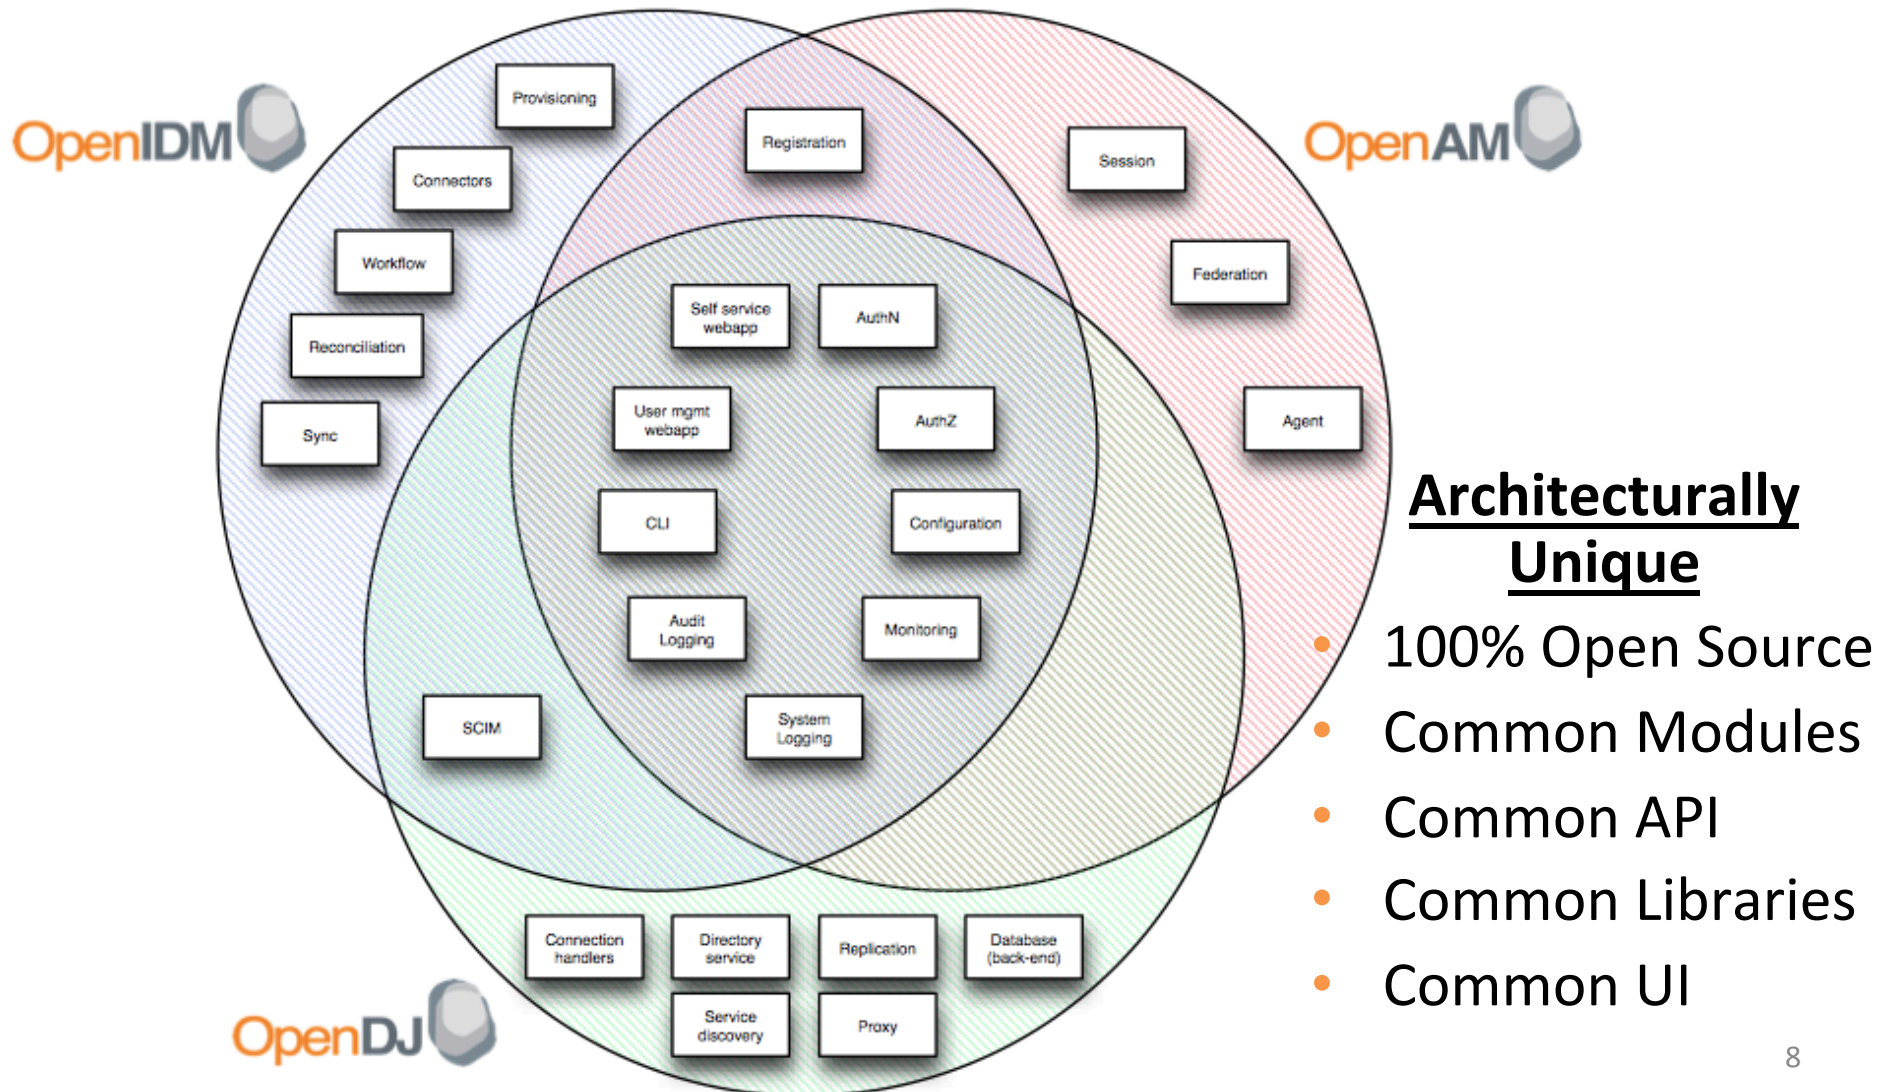 OpenIDM
OpenAM
Provisioning
Registration
Session
Connectors
Workflow
Federation
Self service
webapp
AuthN
Reconciliation
Sync
User mgmt
webapp
AuthZ
Agent
CLI
Configuration
Audit
Logging
Monitoring
SCIM
System
Logging
Connection
handlers
Directory
service
Replication
Database
(back-end)
Service
discovery
Proxy
OpenDJ
Architecturally
Unique
• 100% Open Source
• Common Modules
• Common API
• Common Libraries
• Common UI
8